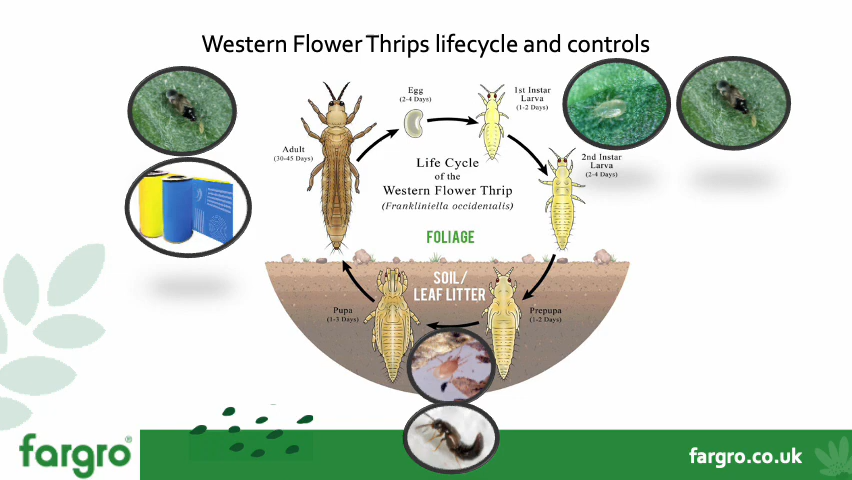 Western Flower Thrips lifecycle and controls
Egg
(2-4 Days)
1st Instar
Larva
(1-2 Days)
Adult
(30-45 Days)
2nd Instar
Larva
(2-4 Days)
Life Cycle
of the
Western Flower Thrip
(Frankliniella occidentalis)
FOLIAGE
SOIL/
LEAF LITTER
Pupa
(1-3 Days)
Prepupa
(1-2 Days)
fargro®
fargro.co.uk